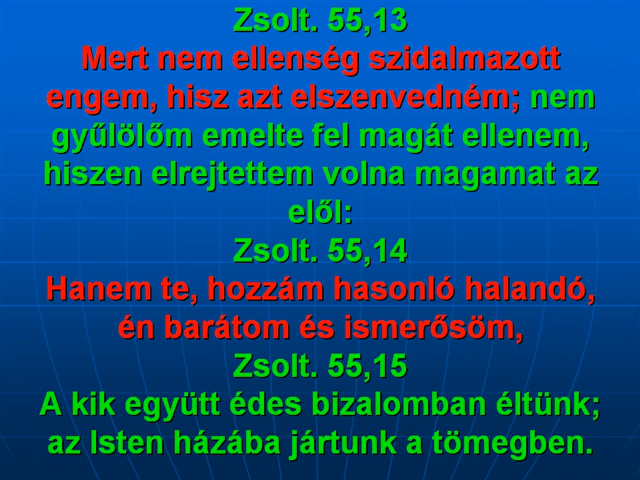 Zsolt. 55,13
Mert nem ellenség szidalmazott
engem, hisz azt elszenvedném; nem
gyűlölőm emelte fel magát ellenem,
hiszen elrejtettem volna magamat az
elől:
Zsolt. 55,14
Hanem te, hozzám hasonló halandó,
én barátom és ismerősöm,
Zsolt. 55,15
A kik együtt édes bizalomban éltünk;
az Isten házába jártunk a tömegben.